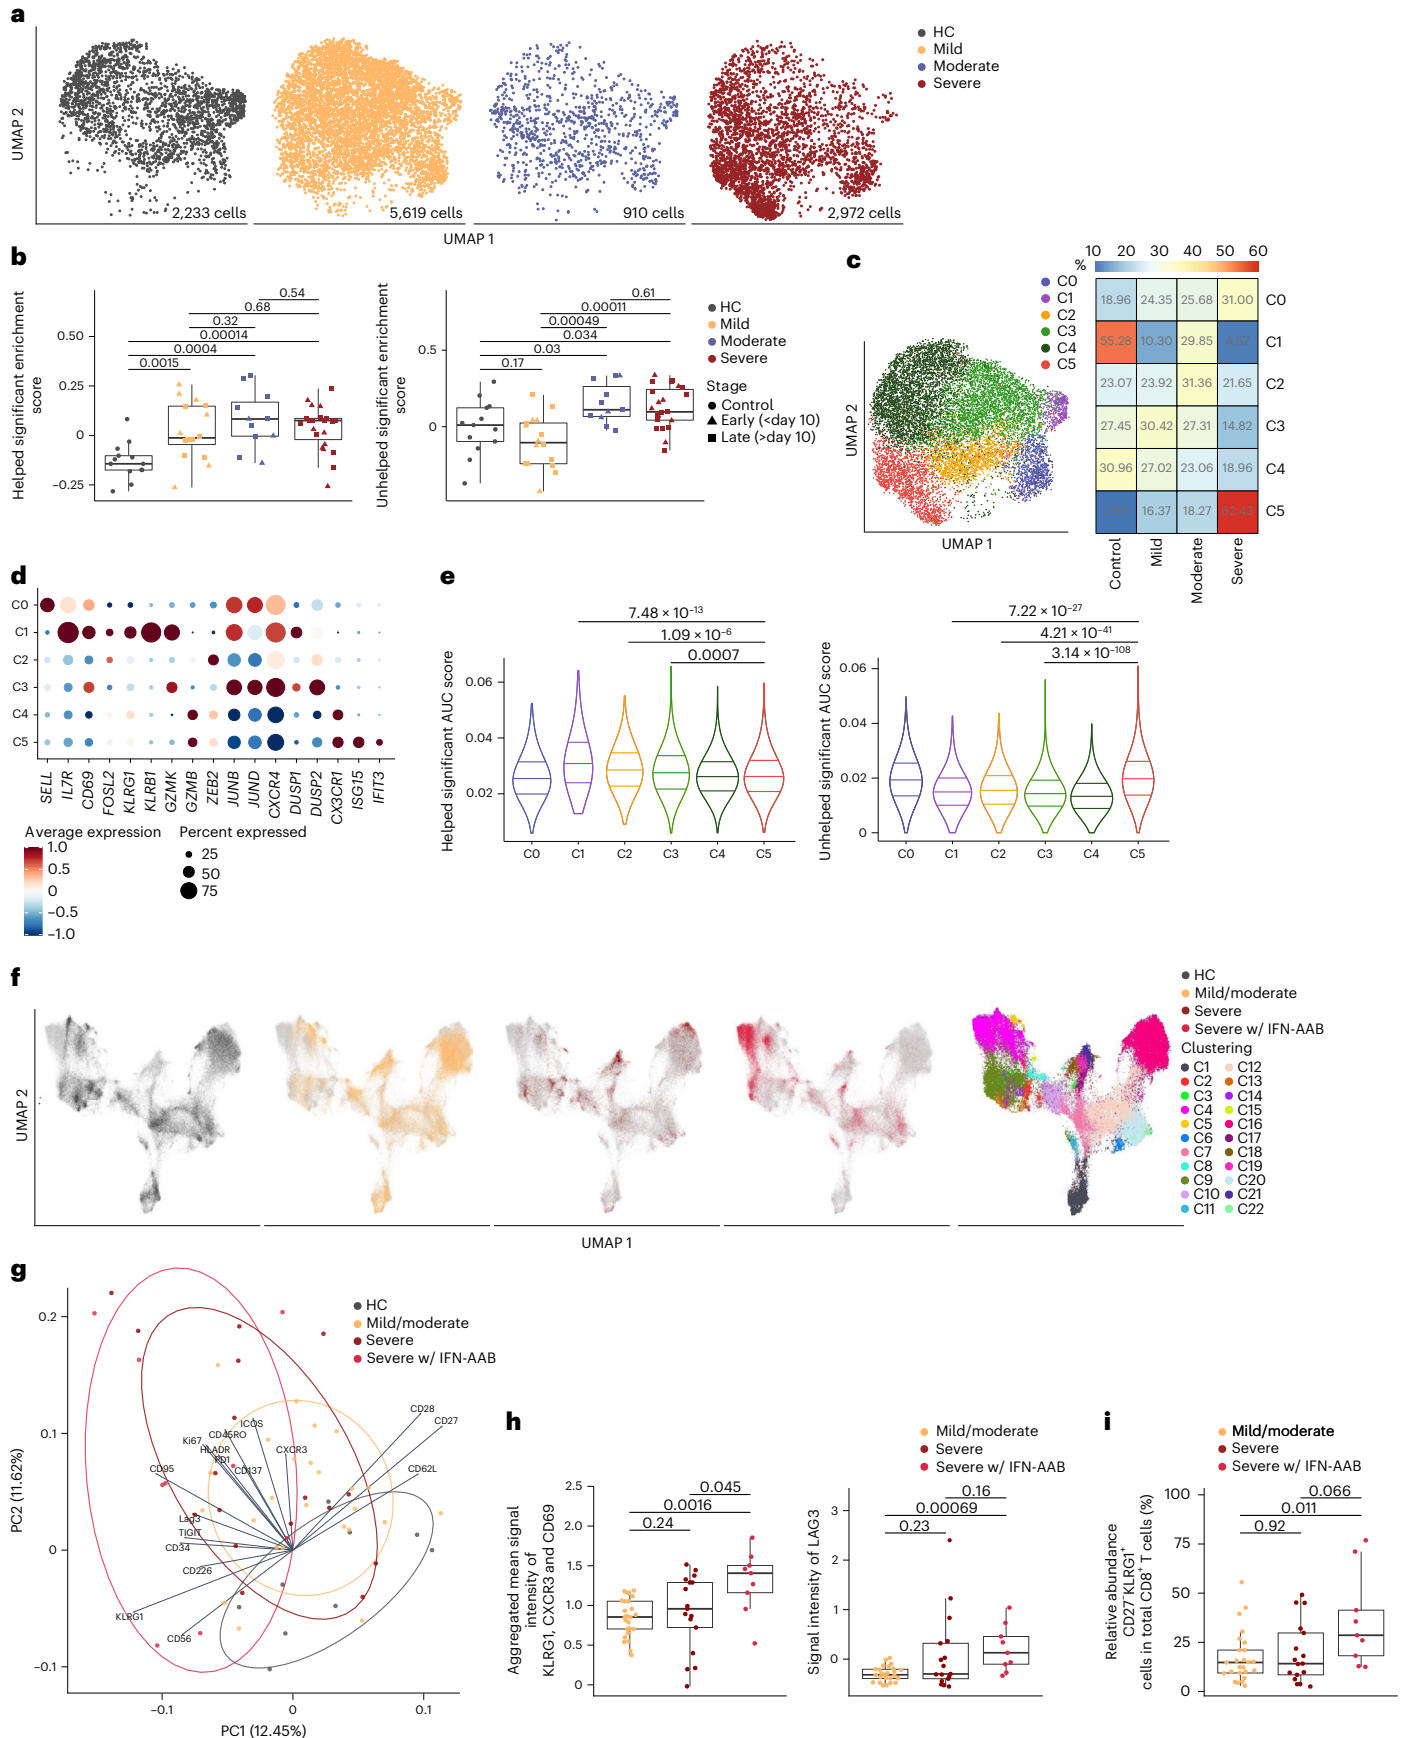 a
HC
Mild
Moderate
Severe
UMAP 2
2,233 cells
5,619 cells
910 cells
2,972 cells
UMAP 1
b
Helped significant enrichment
score
0.50
0.25
0
−0.25
0.54
0.68
0.32
0.00014
0.0004
0.0015
Unhelped significant enrichment
score
0.5
0
0.61
0.00011
0.00049
0.034
0.03
0.17
HC
Mild
Moderate
Severe
Stage
Control
Early (<day 10)
Late (>day 10)
c
C0
C1
C2
C3
C4
C5
UMAP 2
UMAP 1
%
10 20 30 40 50 60
18.96 24.35 25.68 31.00 C0
55.28 10.30 29.85 C1
23.07 23.92 31.36 21.65 C2
27.45 30.42 27.31 14.82 C3
30.96 27.02 23.06 18.96 C4
16.37 18.27 62.43 C5
Control
Mild
Moderate
Severe
d
C0
C1
C2
C3
C4
C5
SELL
IL7R
CD69
FOSL2
KLRG1
KLRB1
GZMK
GZMB
ZEB2
JUNB
JUND
CXCR4
DUSP1
DUSP2
CX3CR1
ISG15
IFIT3
Average expression
1.0
0.5
0
−0.5
−1.0
Percent expressed
25
50
75
e
Helped significant AUC score
0.06
0.04
0.02
7.48 × 10⁻¹³
1.09 × 10⁻⁶
0.0007
C0 C1 C2 C3 C4 C5
Unhelped significant AUC score
0.06
0.04
0.02
0
7.22 × 10⁻²⁷
4.21 × 10⁻⁴¹
3.14 × 10⁻¹⁰⁸
C0 C1 C2 C3 C4 C5
f
UMAP 2
UMAP 1
HC
Mild/moderate
Severe
Severe w/ IFN-AAB
Clustering
C1 C12
C2 C13
C3 C14
C4 C15
C5 C16
C6 C17
C7 C18
C8 C19
C9 C20
C10 C21
C11 C22
g
PC2 (11.62%)
0.2
0.1
0
−0.1
−0.1 0 0.1
PC1 (12.45%)
HC
Mild/moderate
Severe
Severe w/ IFN-AAB
CD28
CD27
ICOS
CD45RO
Ki67
HLADR
PD1
CXCR3
CD137
CD95
CD62L
Lag3
TIGIT
CD34
CD226
KLRG1
CD56
h
Mild/moderate
Severe
Severe w/ IFN-AAB
Aggregated mean signal
intensity of
KLRG1, CXCR3 and CD69
2.5
2.0
1.5
1.0
0.5
0
0.045
0.0016
0.24
Signal intensity of LAG3
3
2
1
0
0.16
0.00069
0.23
i
Mild/moderate
Severe
Severe w/ IFN-AAB
Relative abundance
CD27⁻KLRG1⁺
cells in total CD8⁺ T cells (%)
100
75
50
25
0
0.066
0.011
0.92